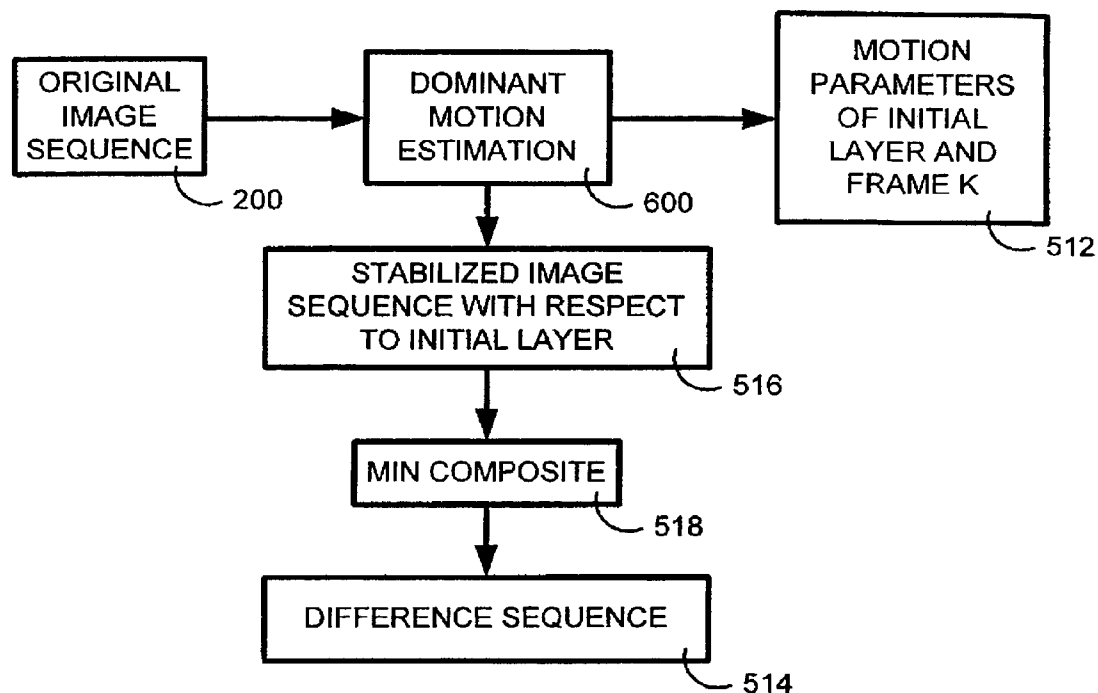 ORIGINAL
IMAGE
SEQUENCE
200
DOMINANT
MOTION
ESTIMATION
600
MOTION
PARAMETERS
OF INITIAL
LAYER AND
FRAME K
512
STABILIZED IMAGE
SEQUENCE WITH RESPECT
TO INITIAL LAYER
516
MIN COMPOSITE
518
DIFFERENCE SEQUENCE
514